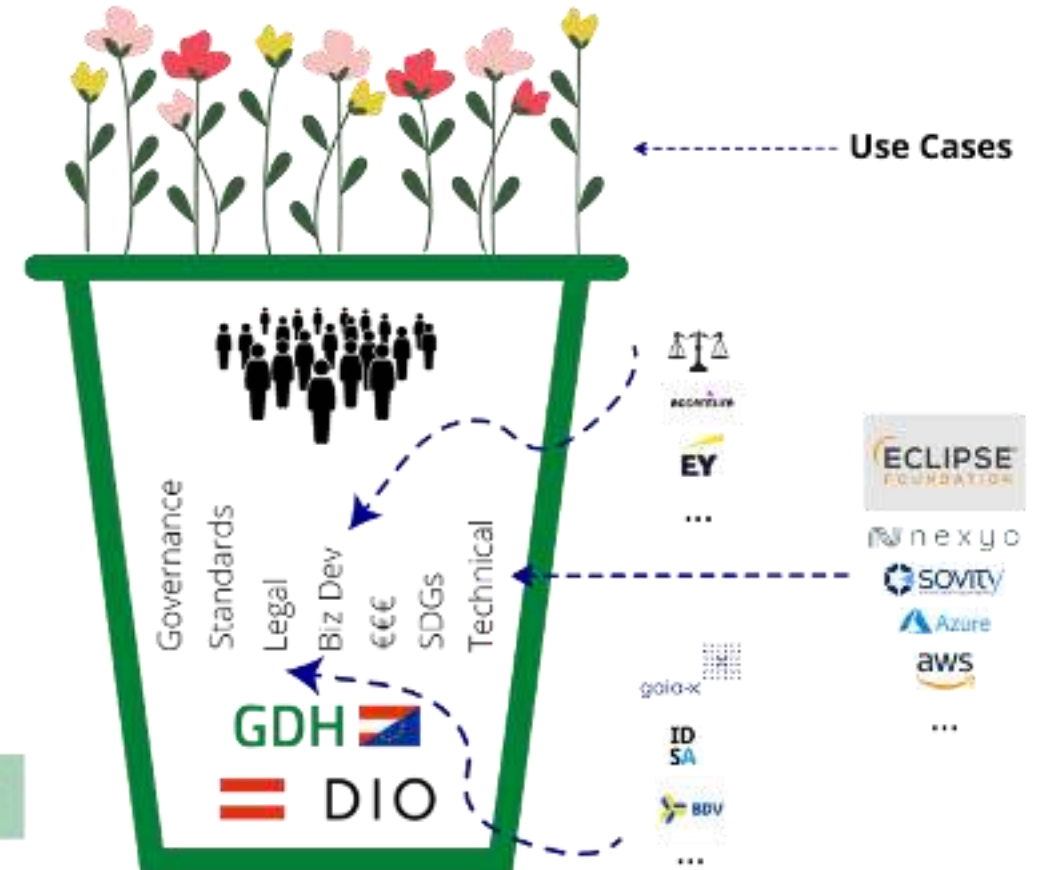 Use Cases
accenture
EY
...
ECLIPSE
FOUNDATION
nexyo
sovity
Azure
aws
...
Governance
Standards
Legal
Biz Dev
€€€
SDGs
Technical
gaia-x
ID
SA
BDV
...
GDH
DIO